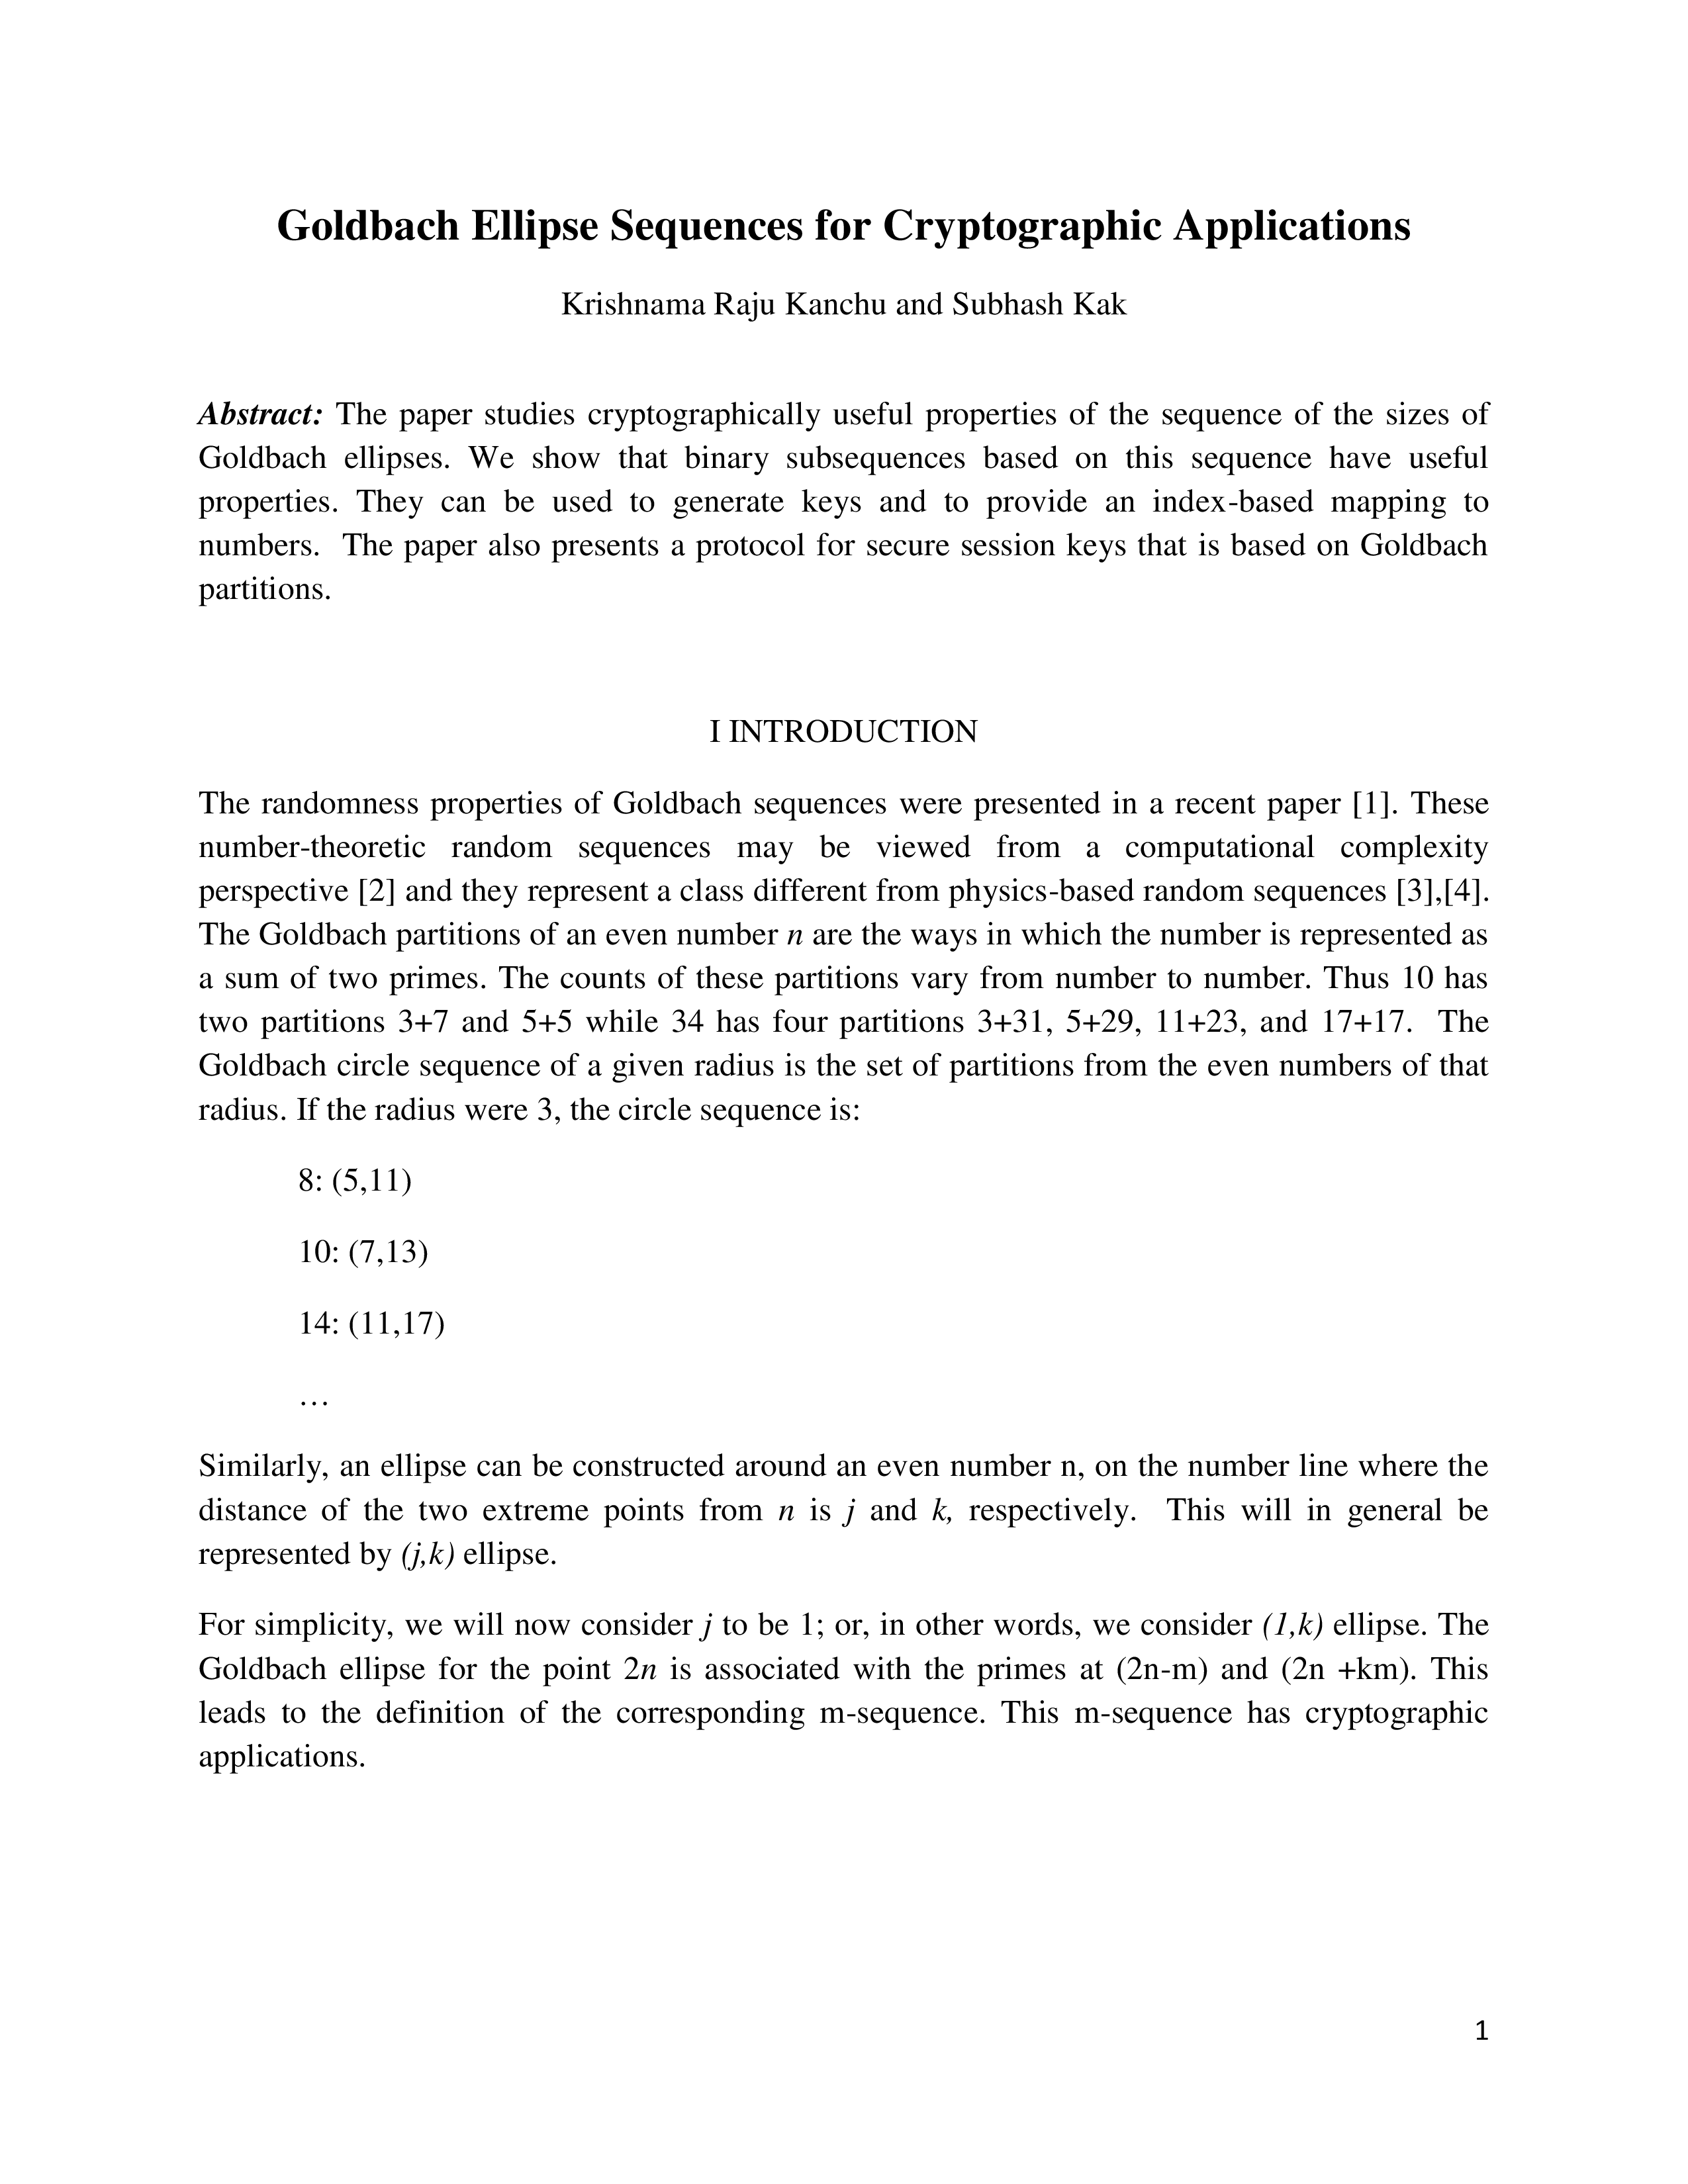 Goldbach Ellipse Sequences for Cryptographic Applications
Krishnama Raju Kanchu and Subhash Kak
Abstract: The paper studies cryptographically useful properties of the sequence of the sizes of
Goldbach ellipses. We show that binary subsequences based on this sequence have useful
properties. They can be used to generate keys and to provide an index-based mapping to
numbers. The paper also presents a protocol for secure session keys that is based on Goldbach
partitions.
I INTRODUCTION
The randomness properties of Goldbach sequences were presented in a recent paper [1]. These
number-theoretic random sequences may be viewed from a computational complexity
perspective [2] and they represent a class different from physics-based random sequences [3],[4].
The Goldbach partitions of an even number n are the ways in which the number is represented as
a sum of two primes. The counts of these partitions vary from number to number. Thus 10 has
two partitions 3+7 and 5+5 while 34 has four partitions 3+31, 5+29, 11+23, and 17+17. The
Goldbach circle sequence of a given radius is the set of partitions from the even numbers of that
radius. If the radius were 3, the circle sequence is:
8: (5,11)
10: (7,13)
14: (11,17)
…
Similarly, an ellipse can be constructed around an even number n, on the number line where the
distance of the two extreme points from n is j and k, respectively. This will in general be
represented by (j,k) ellipse.
For simplicity, we will now consider j to be 1; or, in other words, we consider (1,k) ellipse. The
Goldbach ellipse for the point 2n is associated with the primes at (2n-m) and (2n +km). This
leads to the definition of the corresponding m-sequence. This m-sequence has cryptographic
applications.
1